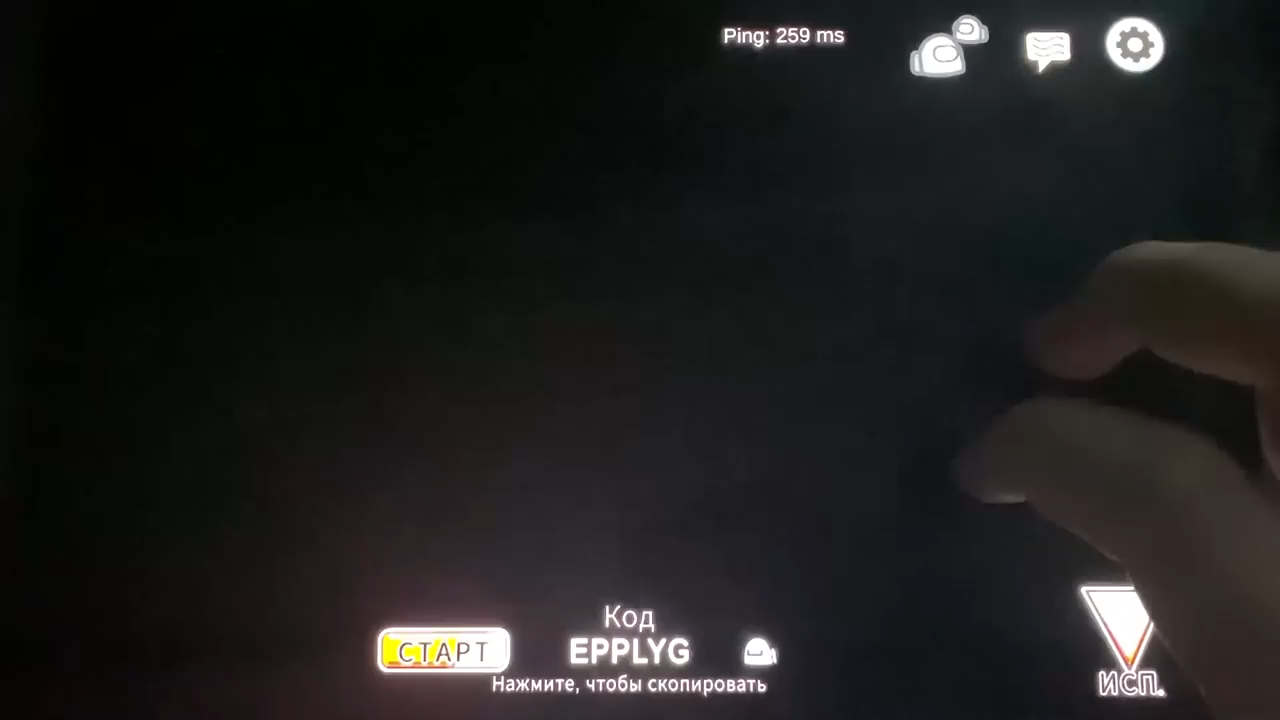 Ping: 259 ms
Код
СТАРТ
EPPLYG
Нажмите, чтобы скопировать
ИСП.